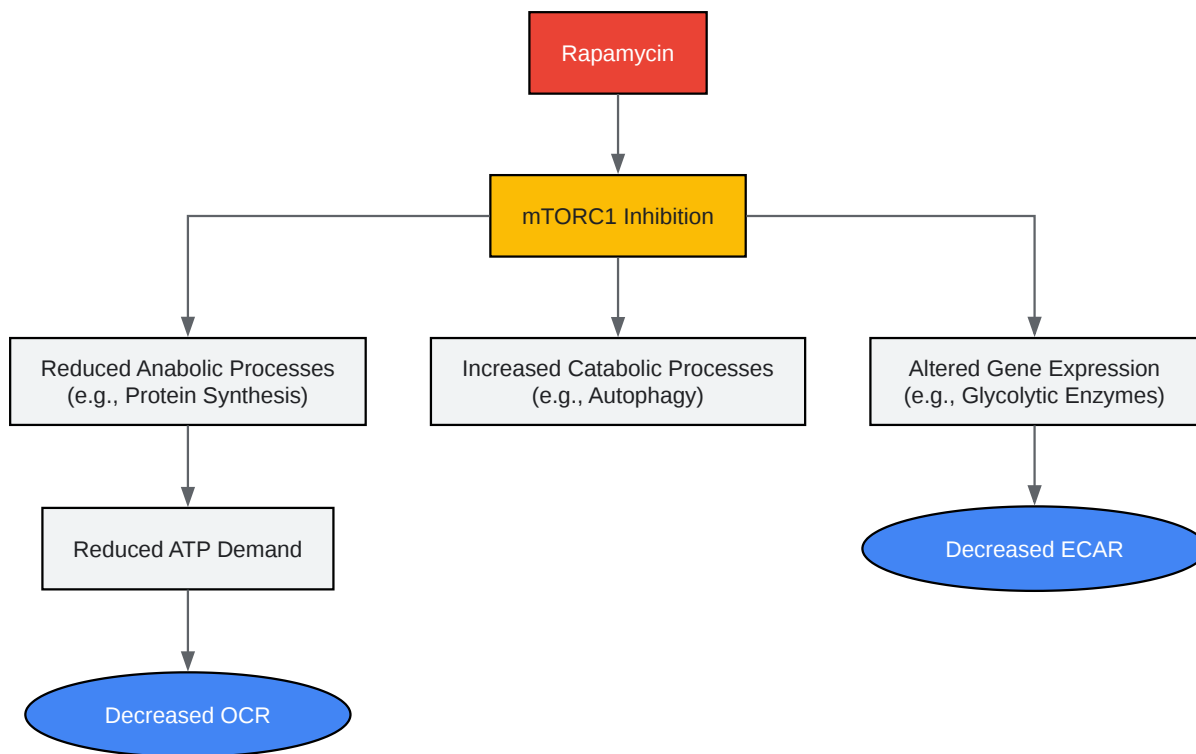 Rapamycin
mTORC1 Inhibition
Reduced Anabolic Processes
(e.g., Protein Synthesis)
Increased Catabolic Processes
(e.g., Autophagy)
Altered Gene Expression
(e.g., Glycolytic Enzymes)
Reduced ATP Demand
Decreased ECAR
Decreased OCR